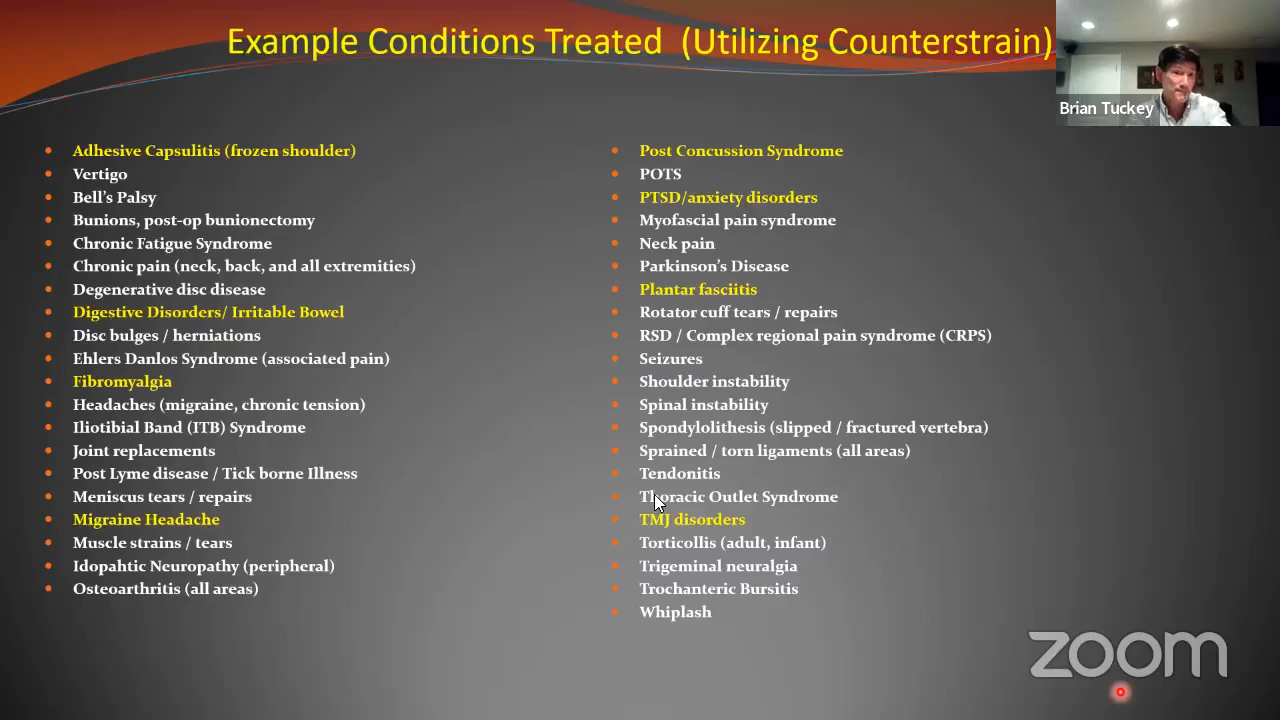 Example Conditions Treated (Utilizing Counterstrain)
Brian Tuckey
Adhesive Capsulitis (frozen shoulder)
Vertigo
Bell's Palsy
Bunions, post-op bunionectomy
Chronic Fatigue Syndrome
Chronic pain (neck, back, and all extremities)
Degenerative disc disease
Digestive Disorders/ Irritable Bowel
Disc bulges / herniations
Ehlers Danlos Syndrome (associated pain)
Fibromyalgia
Headaches (migraine, chronic tension)
Iliotibial Band (ITB) Syndrome
Joint replacements
Post Lyme disease / Tick borne Illness
Meniscus tears / repairs
Migraine Headache
Muscle strains / tears
Idopahtic Neuropathy (peripheral)
Osteoarthritis (all areas)
Post Concussion Syndrome
POTS
PTSD/anxiety disorders
Myofascial pain syndrome
Neck pain
Parkinson's Disease
Plantar fasciitis
Rotator cuff tears / repairs
RSD / Complex regional pain syndrome (CRPS)
Seizures
Shoulder instability
Spinal instability
Spondylolithesis (slipped / fractured vertebra)
Sprained / torn ligaments (all areas)
Tendonitis
Thoracic Outlet Syndrome
TMJ disorders
Torticollis (adult, infant)
Trigeminal neuralgia
Trochanteric Bursitis
Whiplash
zoom